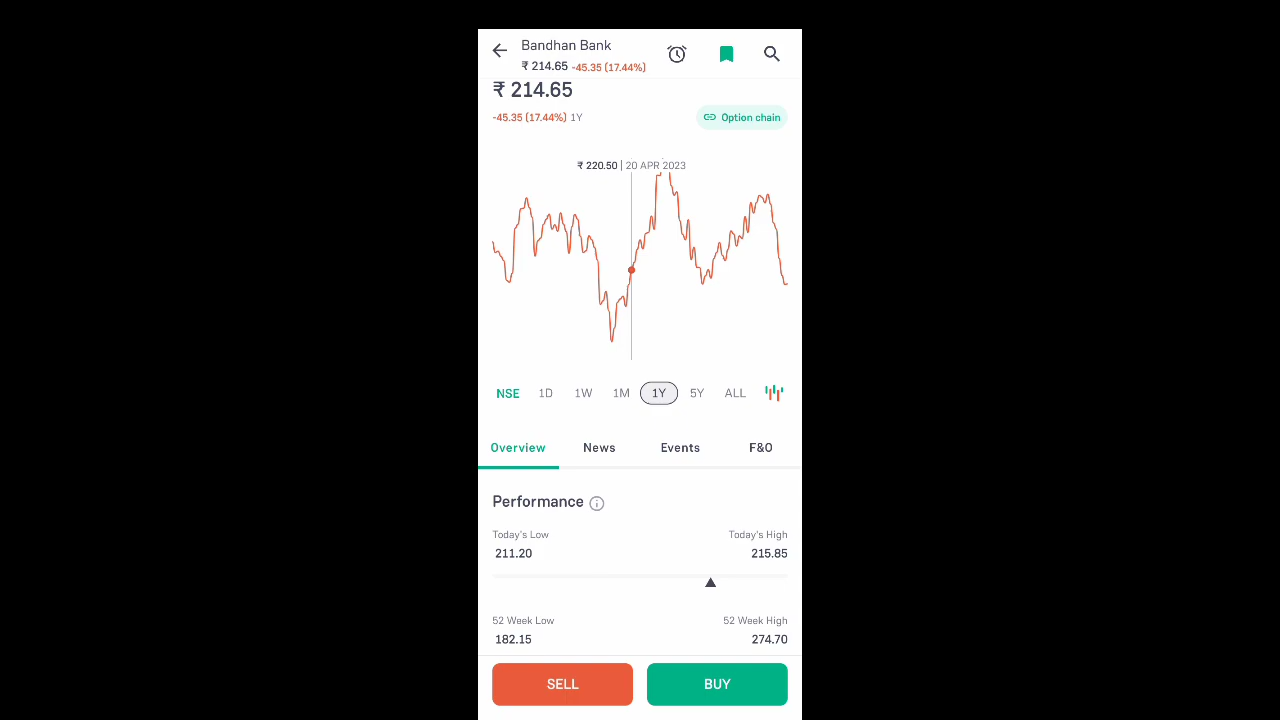 Bandhan Bank
₹ 214.65 -45.35 (17.44%)
₹ 214.65
-45.35 (17.44%) 1Y
Option chain
₹ 220.50 | 20 APR 2023
NSE 1D 1W 1M 1Y 5Y ALL
Overview News Events F&O
Performance
Today's Low Today's High
211.20 215.85
52 Week Low 52 Week High
182.15 274.70
SELL BUY